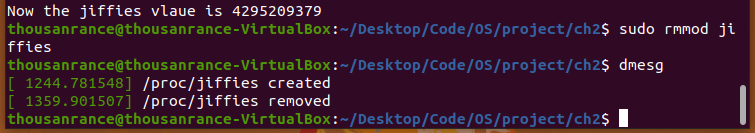 Now the jiffies vlaue is 4295209379
thousanrance@thousanrance-VirtualBox:~/Desktop/Code/OS/project/ch2$ sudo rmmod ji
ffies
thousanrance@thousanrance-VirtualBox:~/Desktop/Code/OS/project/ch2$ dmesg
[ 1244.781548] /proc/jiffies created
[ 1359.901507] /proc/jiffies removed
thousanrance@thousanrance-VirtualBox:~/Desktop/Code/OS/project/ch2$